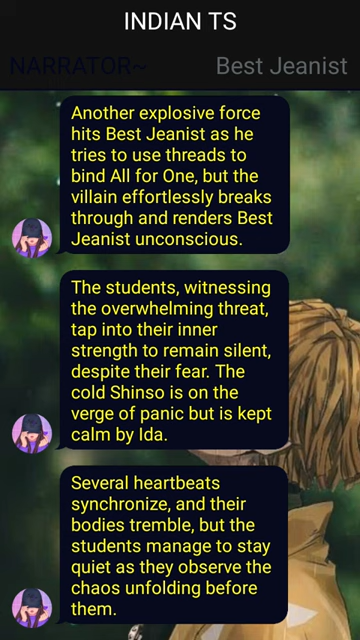 INDIAN TS
NARRATOR~ Best Jeanist
Another explosive force
hits Best Jeanist as he
tries to use threads to
bind All for One, but the
villain effortlessly breaks
through and renders Best
Jeanist unconscious.
The students, witnessing
the overwhelming threat,
tap into their inner
strength to remain silent,
despite their fear. The
cold Shinso is on the
verge of panic but is kept
calm by Ida.
Several heartbeats
synchronize, and their
bodies tremble, but the
students manage to stay
quiet as they observe the
chaos unfolding before
them.